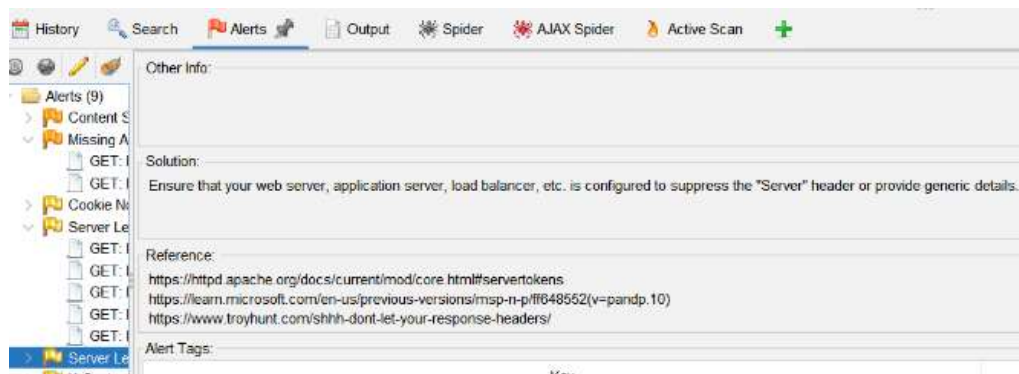 History Search Alerts Output Spider AJAX Spider Active Scan
Other Info:
Alerts (9)
Content S
Missing A
GET:
GET:
Solution:
Ensure that your web server, application server, load balancer, etc. is configured to suppress the "Server" header or provide generic details.
Cookie No
Server Le
GET:
GET:
GET:
GET:
GET:
Reference:
https://httpd.apache.org/docs/current/mod/core.html#servertokens
https://learn.microsoft.com/en-us/previous-versions/msp-n-p/ff648552(v=pandp.10)
https://www.troyhunt.com/shhh-dont-let-your-response-headers/
Server Le
Alert Tags: